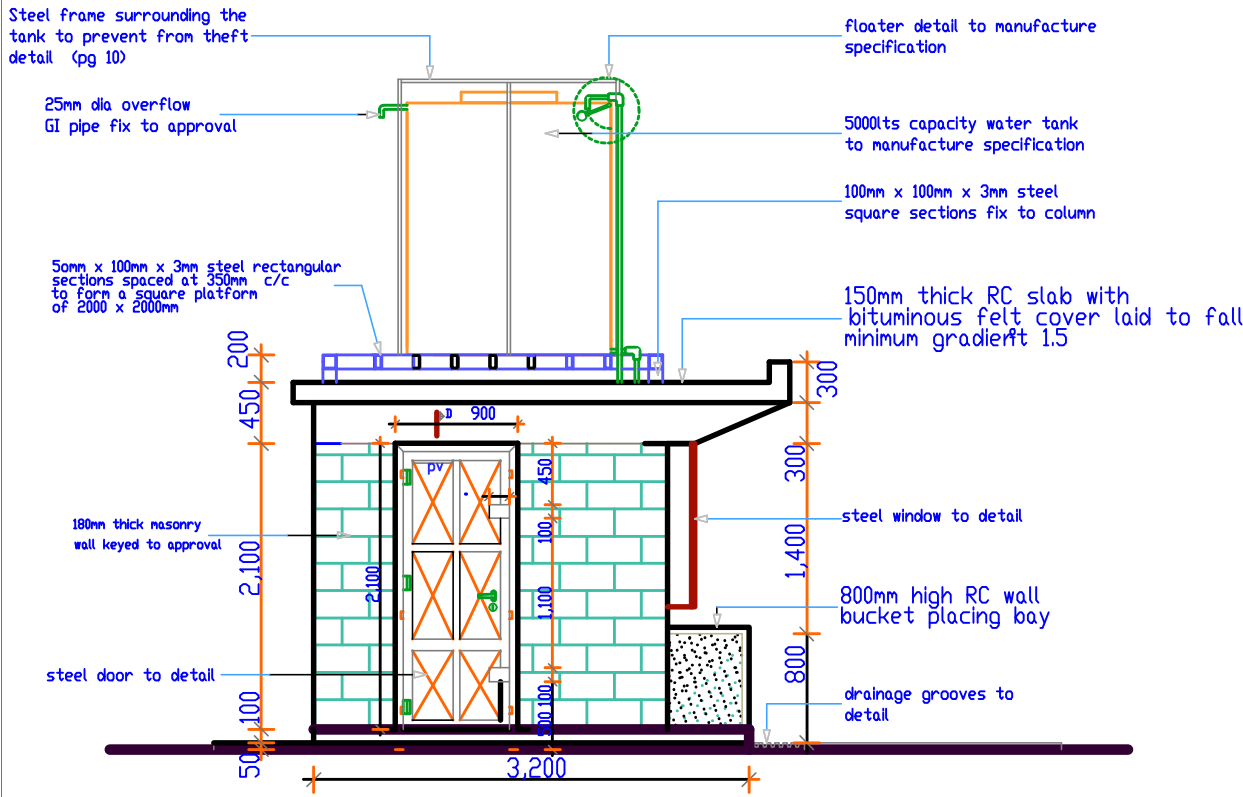 Steel frame surrounding the
tank to prevent from theft
detail (pg 10)
floater detail to manufacture
specification
25mm dia overflow
GI pipe fix to approval
5000lts capacity water tank
to manufacture specification
100mm x 100mm x 3mm steel
square sections fix to column
5omm x 100mm x 3mm steel rectangular
sections spaced at 350mm c/c
to form a square platform
of 2000 x 2000mm
150mm thick RC slab with
bituminous felt cover laid to fall
minimum gradient 1.5
200
300
450
D 900
pv
450
300
180mm thick masonry
wall keyed to approval
steel window to detail
100
2,100
2,100
1,400
1,100
800mm high RC wall
bucket placing bay
steel door to detail
800
100
100
drainage grooves to
detail
500
50
3,200